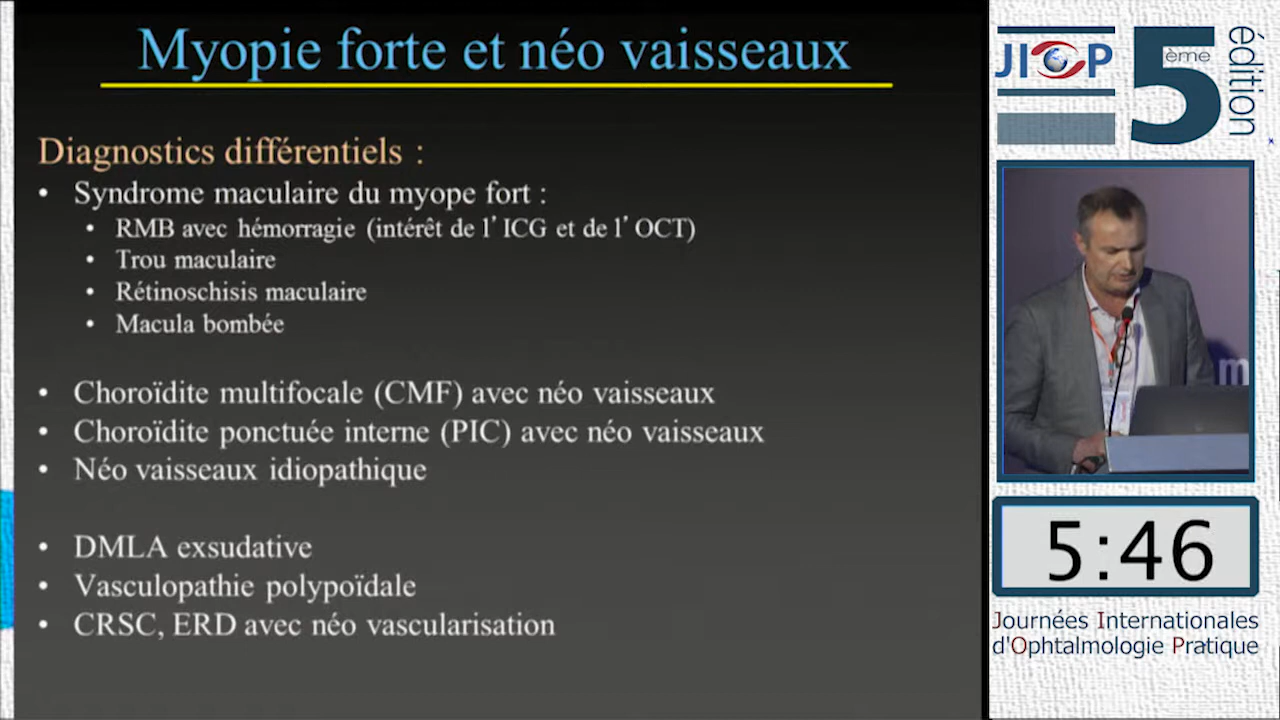 Myopie forte et néo vaisseaux
Diagnostics différentiels :
• Syndrome maculaire du myope fort :
• RMB avec hémorragie (intérêt de l’ICG et de l’OCT)
• Trou maculaire
• Rétinoschisis maculaire
• Macula bombée
• Choroïdite multifocale (CMF) avec néo vaisseaux
• Choroïdite ponctuée interne (PIC) avec néo vaisseaux
• Néo vaisseaux idiopathique
• DMLA exsudative
• Vasculopathie polypoïdale
• CRSC, ERD avec néo vascularisation
JIOP
5ème
édition
m
5:46
Journées Internationales
d'Ophtalmologie Pratique